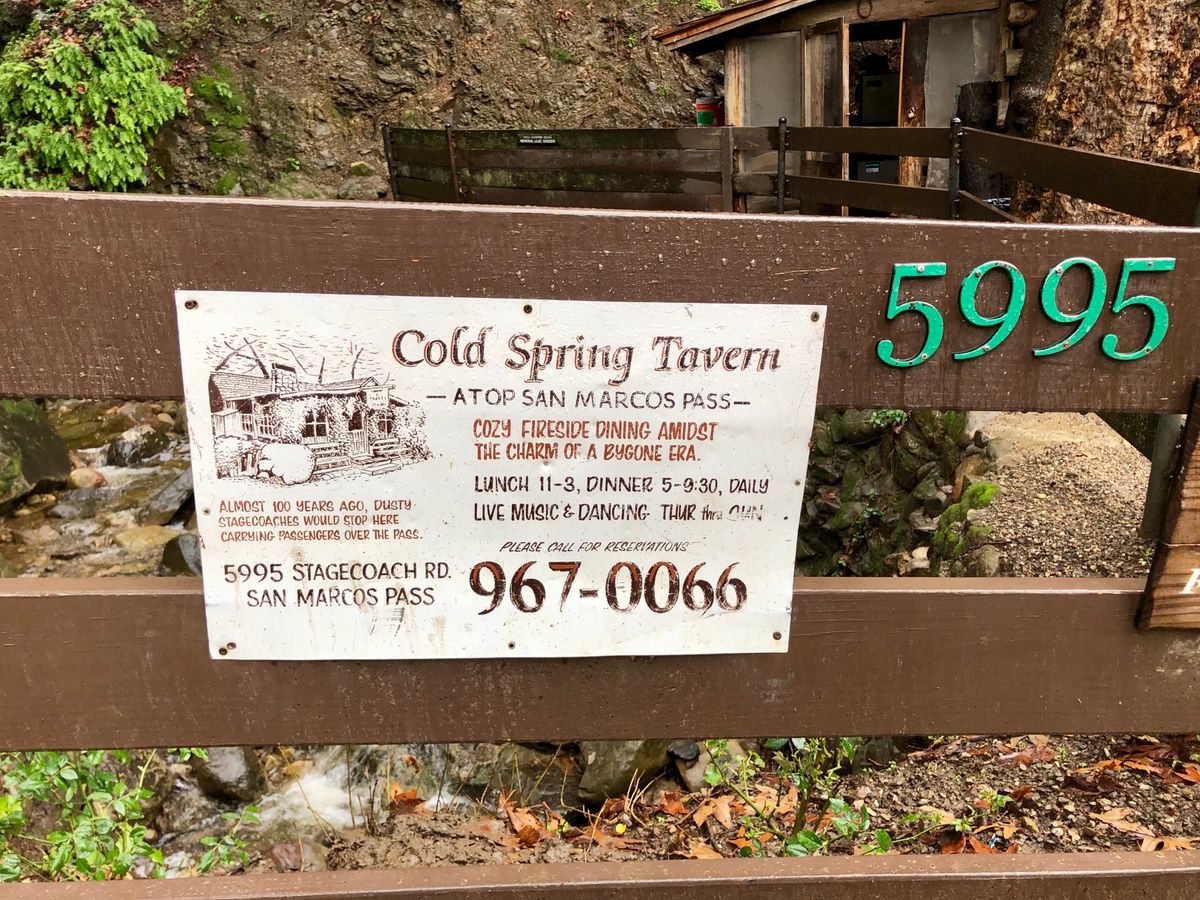 5995
Cold Spring Tavern
— ATOP SAN MARCOS PASS —
COZY FIRESIDE DINING AMIDST
THE CHARM OF A BYGONE ERA.
LUNCH 11-3, DINNER 5-9:30, DAILY
LIVE MUSIC & DANCING THUR thru SUN
ALMOST 100 YEARS AGO, DUSTY
STAGECOACHES WOULD STOP HERE
CARRYING PASSENGERS OVER THE PASS.
PLEASE CALL FOR RESERVATIONS
5995 STAGECOACH RD.
SAN MARCOS PASS
967-0066